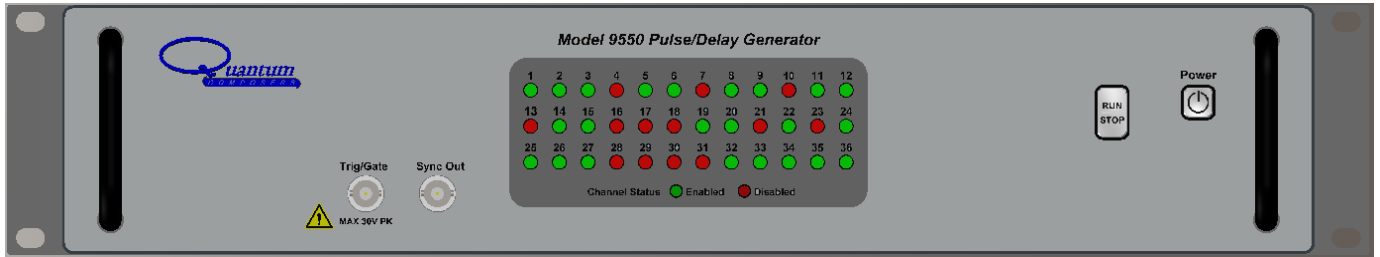 Model 9550 Pulse/Delay Generator
Quantum
COMPOSERS
1 2 3 4 5 6 7 8 9 10 11 12
13 14 15 16 17 18 19 20 21 22 23 24
25 26 27 28 29 30 31 32 33 34 35 36
Channel Status Enabled Disabled
Trig/Gate Sync Out
MAX 30V PK
RUN
STOP
Power